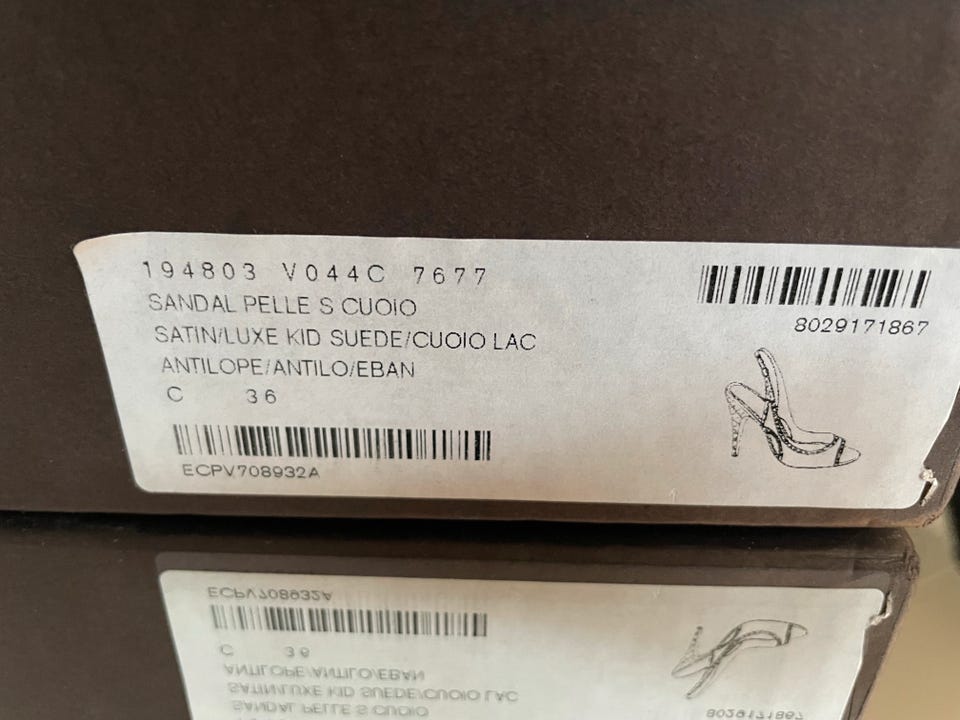 194803 V044C 7677
SANDAL PELLE S CUOIO
SATIN/LUXE KID SUEDE/CUOIO LAC
ANTILOPE/ANTILO/EBAN
C 36
ECPV708932A
8029171867